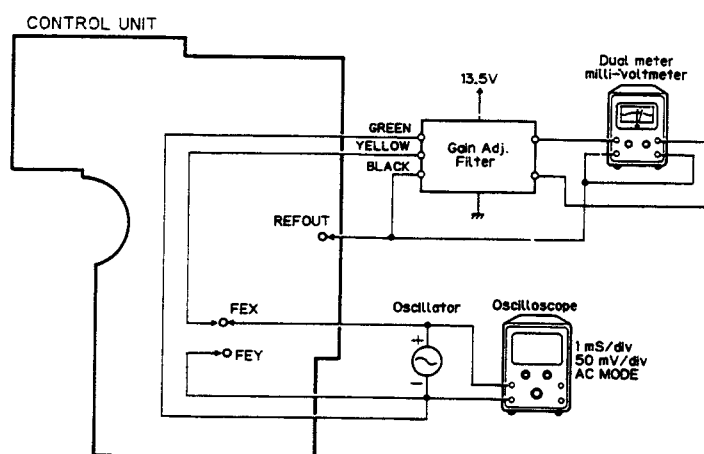 CONTROL UNIT
Dual meter
milli-voltmeter
13.5V
GREEN
YELLOW
BLACK
Gain Adj.
Filter
REFOUT
FEX
FEY
Oscillator
+
−
Oscilloscope
1 mS/div
50 mV/div
AC MODE